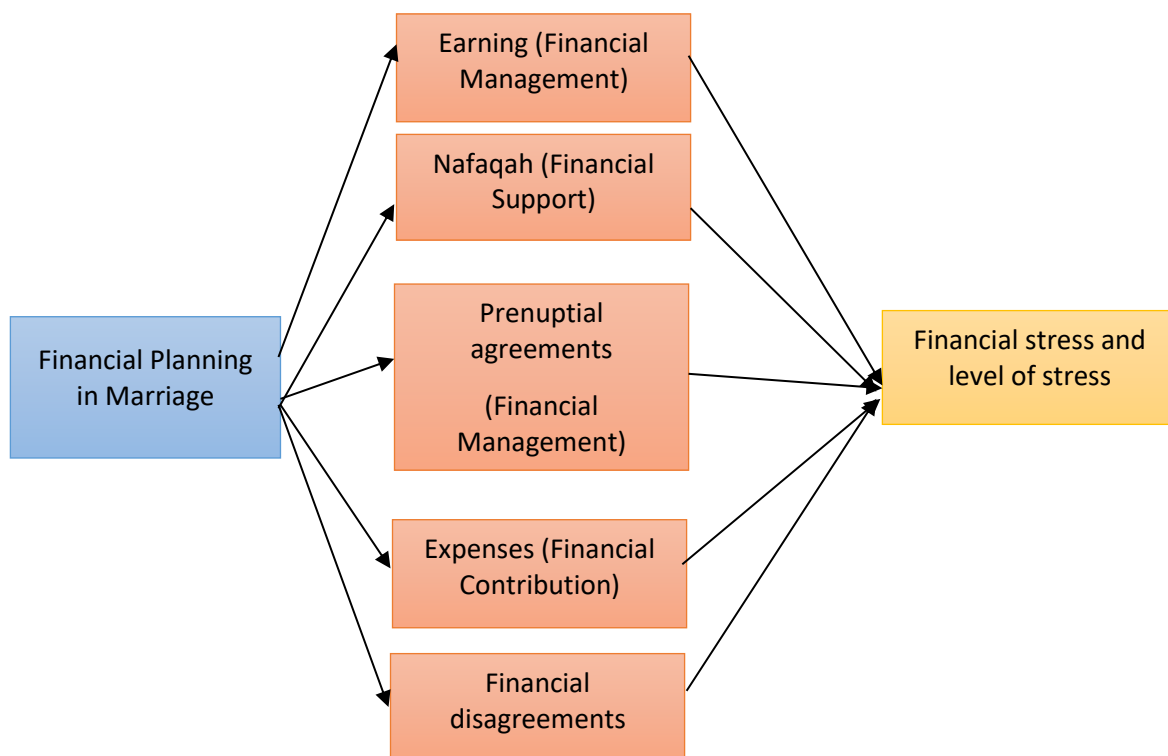 Earning (Financial
Management)
Nafaqah (Financial
Support)
Prenuptial
agreements
(Financial
Management)
Financial Planning
in Marriage
Financial stress and
level of stress
Expenses (Financial
Contribution)
Financial
disagreements